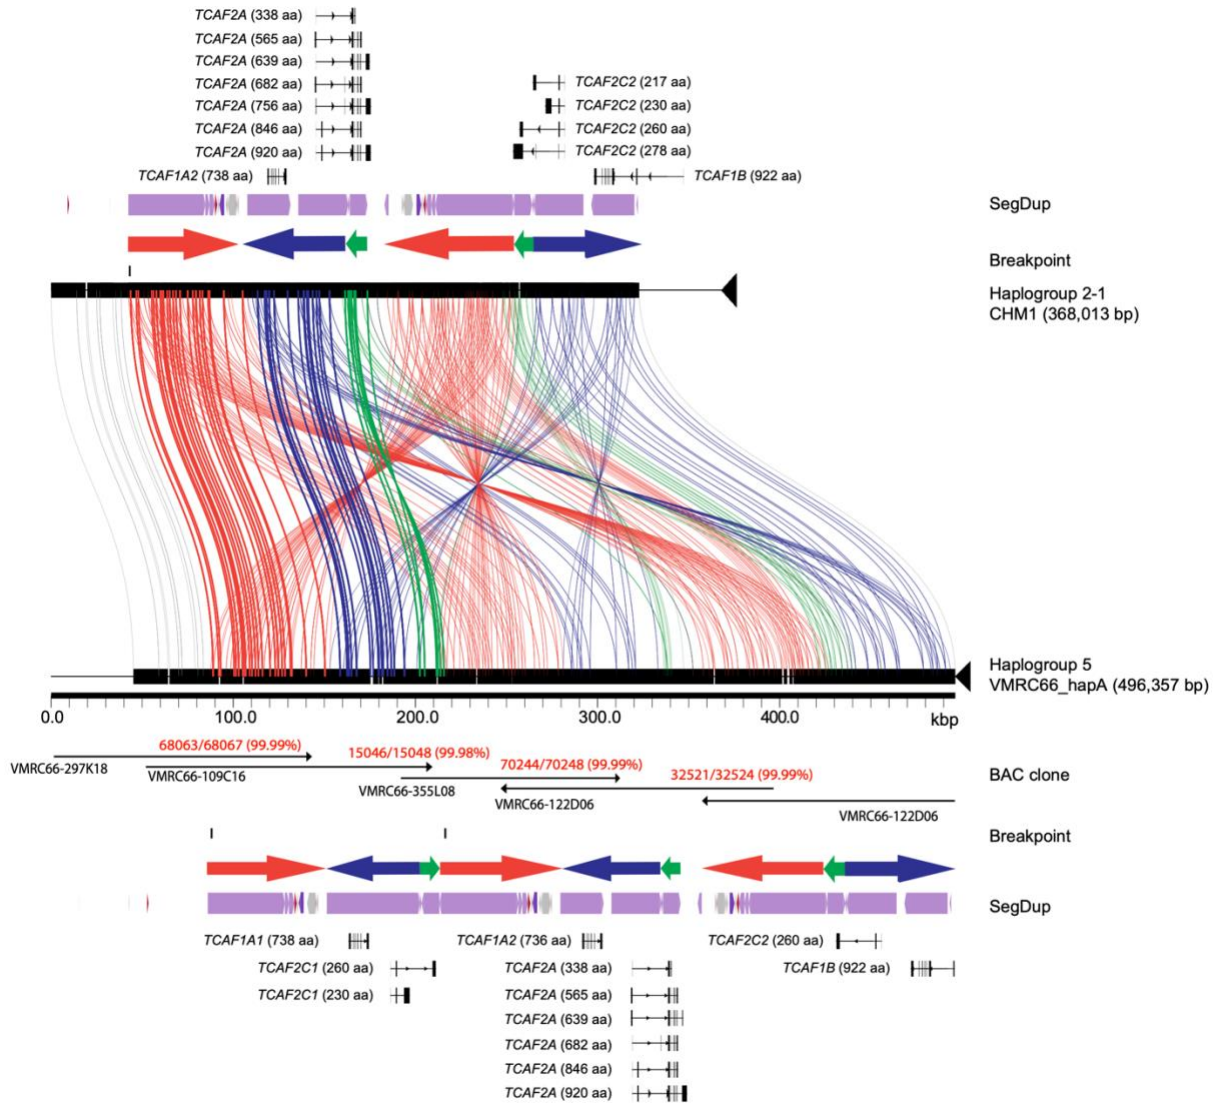 TCAF2A (338 aa)
TCAF2A (565 aa)
TCAF2A (639 aa)
TCAF2A (682 aa)
TCAF2C2 (217 aa)
TCAF2A (756 aa)
TCAF2C2 (230 aa)
TCAF2A (846 aa)
TCAF2C2 (260 aa)
TCAF2A (920 aa)
TCAF2C2 (278 aa)
TCAF1A2 (738 aa)
TCAF1B (922 aa)
SegDup
Breakpoint
Haplogroup 2-1
CHM1 (368,013 bp)
Haplogroup 5
VMRC66_hapA (496,357 bp)
0.0 100.0 200.0 300.0 400.0 kbp
68063/68067 (99.99%)
15046/15048 (99.98%)
70244/70248 (99.99%)
32521/32524 (99.99%)
VMRC66-297K18
VMRC66-109C16
VMRC66-355L08
VMRC66-122D06
VMRC66-122D06
BAC clone
Breakpoint
SegDup
TCAF1A1 (738 aa)
TCAF1A2 (736 aa)
TCAF2C2 (260 aa)
TCAF2C1 (260 aa)
TCAF2A (338 aa)
TCAF1B (922 aa)
TCAF2C1 (230 aa)
TCAF2A (565 aa)
TCAF2A (639 aa)
TCAF2A (682 aa)
TCAF2A (846 aa)
TCAF2A (920 aa)